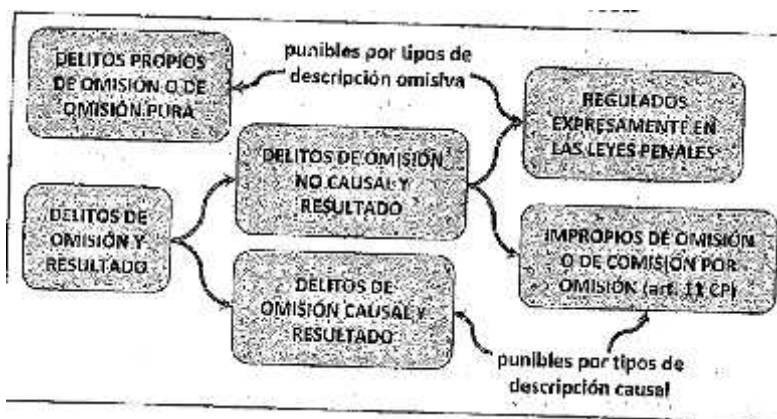 DELITOS PROPIOS
DE OMISIÓN O DE
OMISIÓN PURA
punibles por tipos de
descripción omisiva
REGULADOS
EXPRESAMENTE EN
LAS LEYES PENALES
DELITOS DE OMISIÓN
NO CAUSAL Y
RESULTADO
DELITOS DE
OMISIÓN Y
RESULTADO
IMPROPIOS DE OMISIÓN
O DE COMISIÓN POR
OMISIÓN (art. 11 CP)
DELITOS DE
OMISIÓN CAUSAL Y
RESULTADO
punibles por tipos de
descripción causal